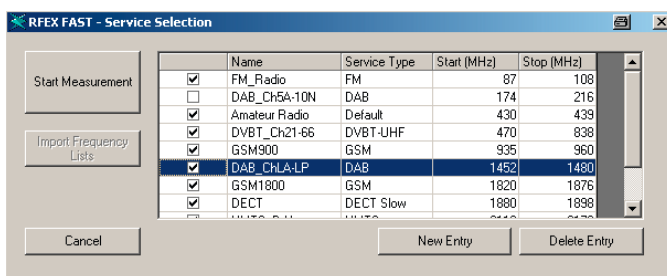 RFEX FAST - Service Selection
Start Measurement
Import Frequency
Lists
Cancel
Name Service Type Start (MHz) Stop (MHz)
FM_Radio FM 87 108
DAB_Ch5A-10N DAB 174 216
Amateur Radio Default 430 439
DVBT_Ch21-66 DVBT-UHF 470 838
GSM900 GSM 935 960
DAB_ChLA-LP DAB 1452 1480
GSM1800 GSM 1820 1876
DECT DECT Slow 1880 1898
New Entry Delete Entry